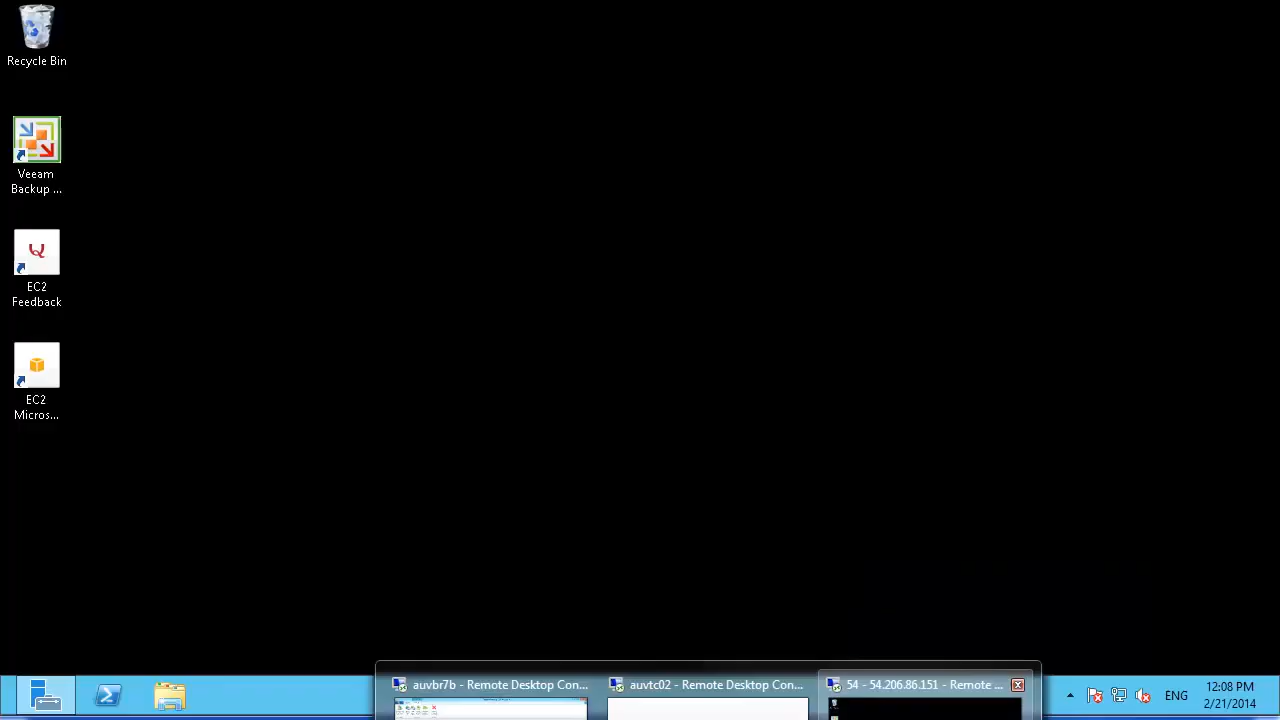 Recycle Bin
Veeam
Backup ...
EC2
Feedback
EC2
Micros...
auvbr7b - Remote Desktop Con...
auvtc02 - Remote Desktop Con...
54 - 54.206.86.151 - Remote ...
ENG
12:08 PM
2/21/2014